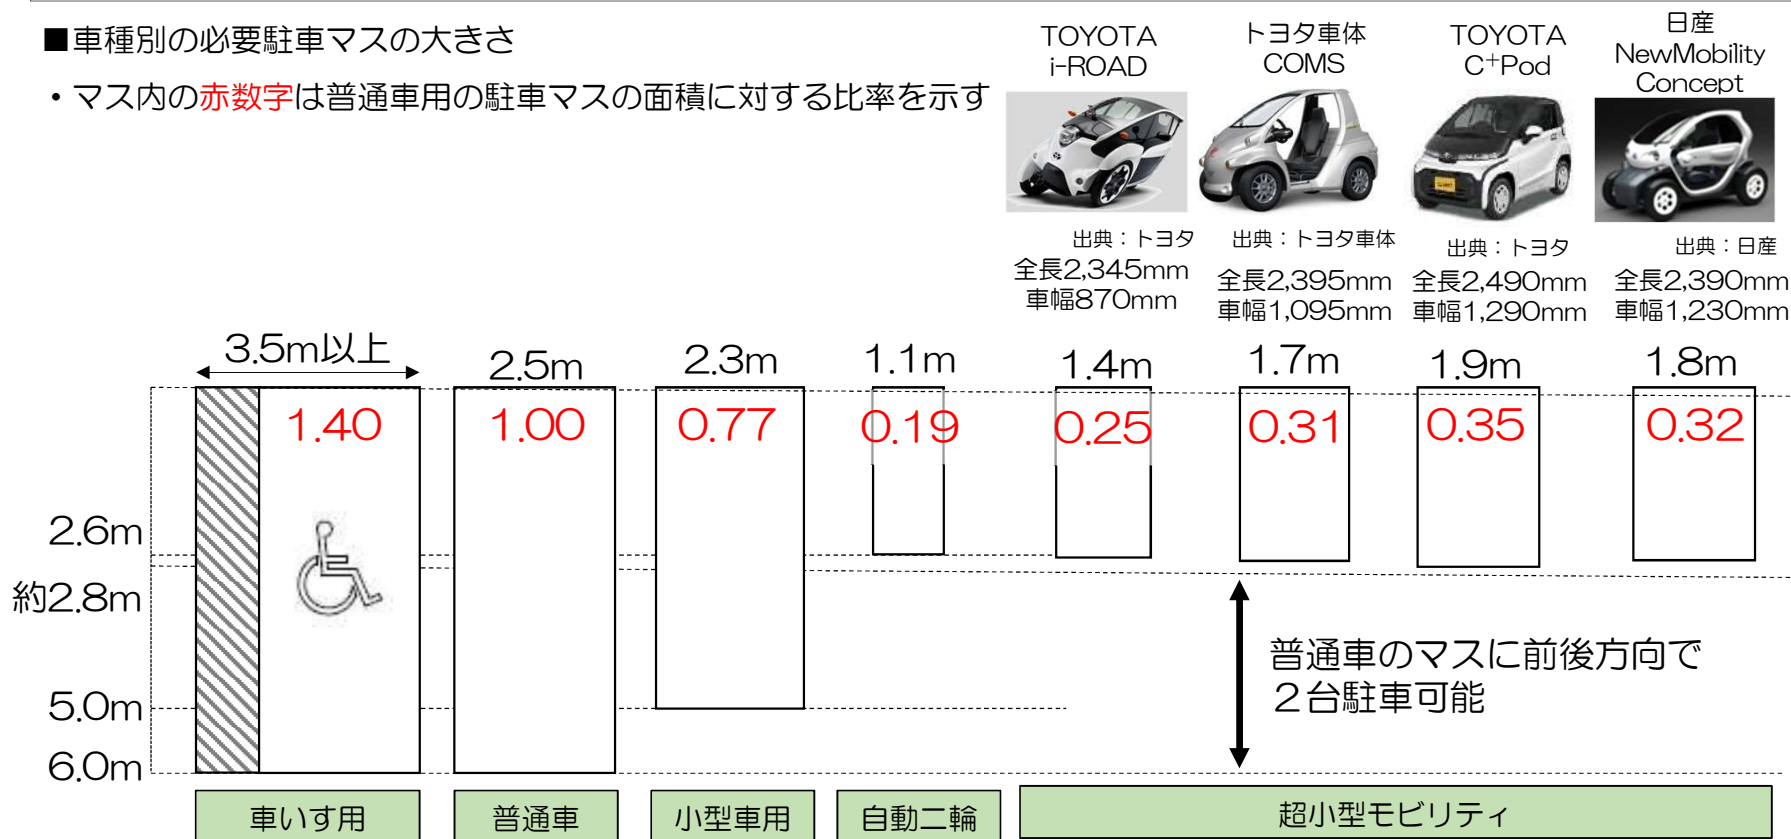 ■車種別の必要駐車マスの大きさ
・マス内の赤数字は普通車用の駐車マスの面積に対する比率を示す
TOYOTA
i-ROAD
トヨタ車体
COMS
TOYOTA
C+Pod
日産
NewMobility
Concept
出典：トヨタ
全長2,345mm
車幅870mm
出典：トヨタ車体
全長2,395mm
車幅1,095mm
出典：トヨタ
全長2,490mm
車幅1,290mm
出典：日産
全長2,390mm
車幅1,230mm
3.5m以上
2.5m
2.3m
1.1m
1.4m
1.7m
1.9m
1.8m
1.40
1.00
0.77
0.19
0.25
0.31
0.35
0.32
2.6m
約2.8m
5.0m
6.0m
普通車のマスに前後方向で
２台駐車可能
車いす用
普通車
小型車用
自動二輪
超小型モビリティ